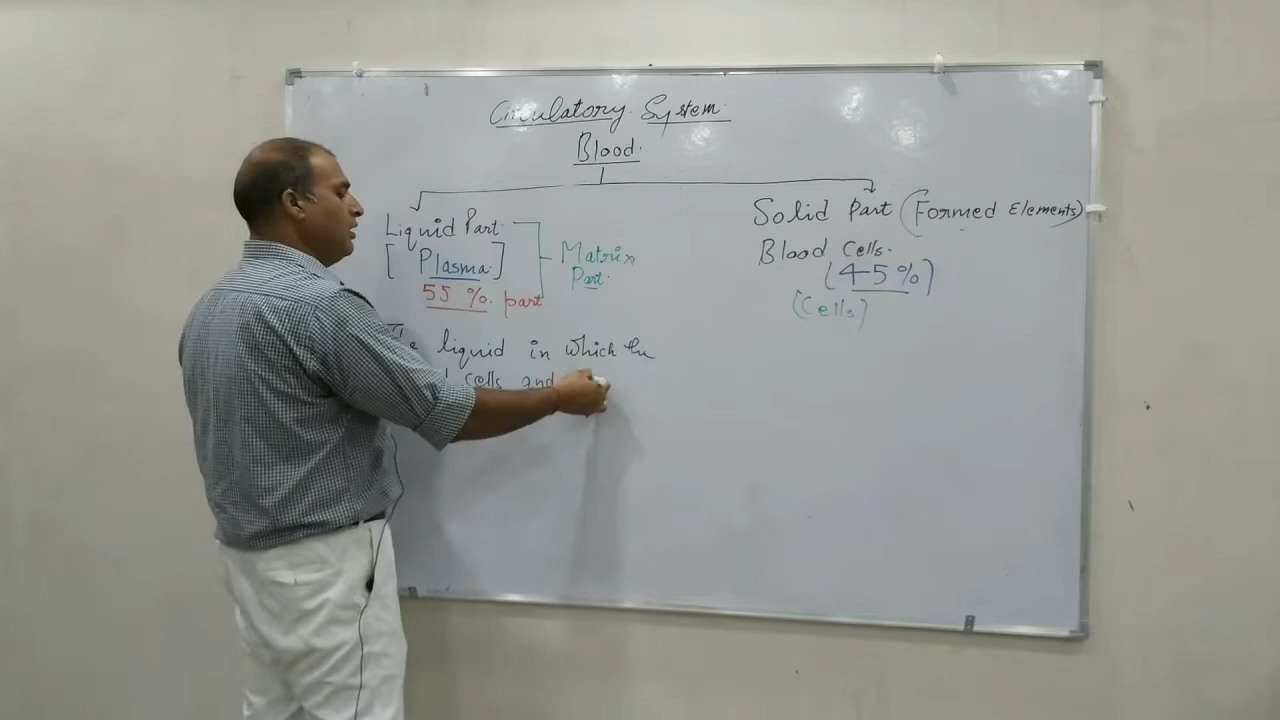 Circulatory System
Blood.
Liquid Part
[Plasma]
55 %. part
Matrix
Part.
Solid Part (Formed Elements)
Blood Cells.
(45%)
(Cells)
liquid in which the
cells and